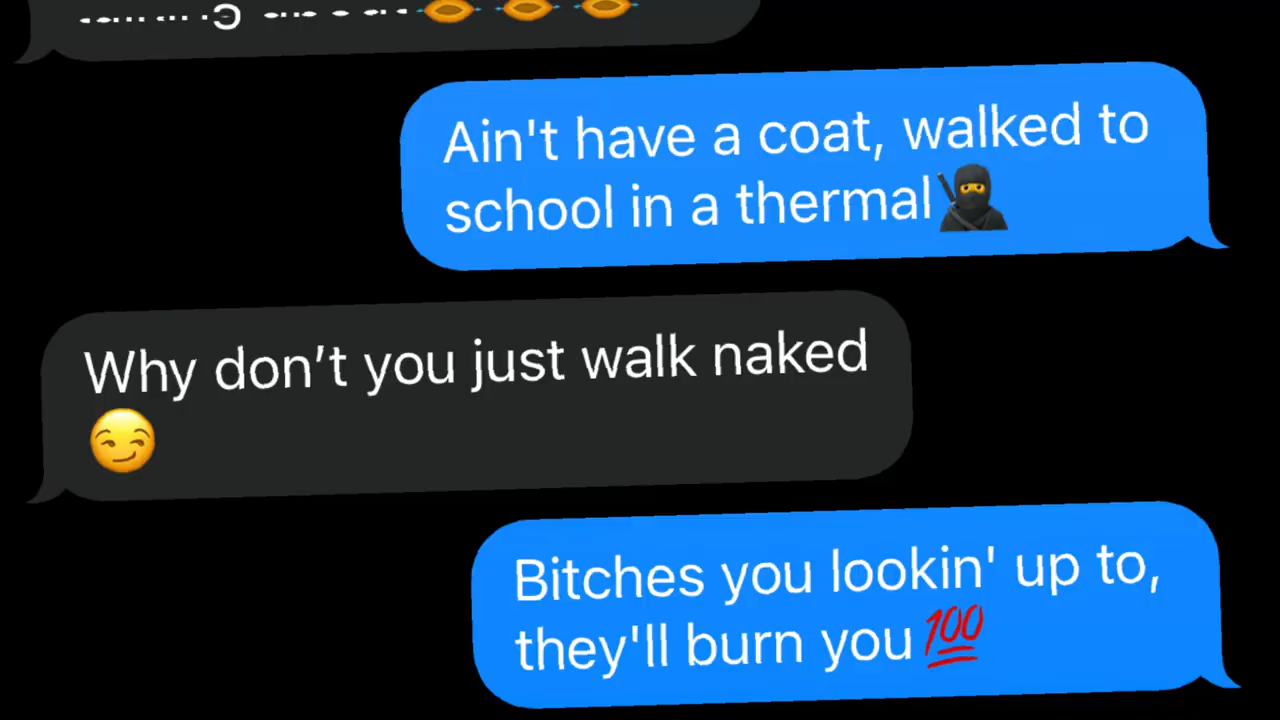 Ain't have a coat, walked to
school in a thermal🥷
Why don’t you just walk naked
😏
Bitches you lookin' up to,
they'll burn you💯